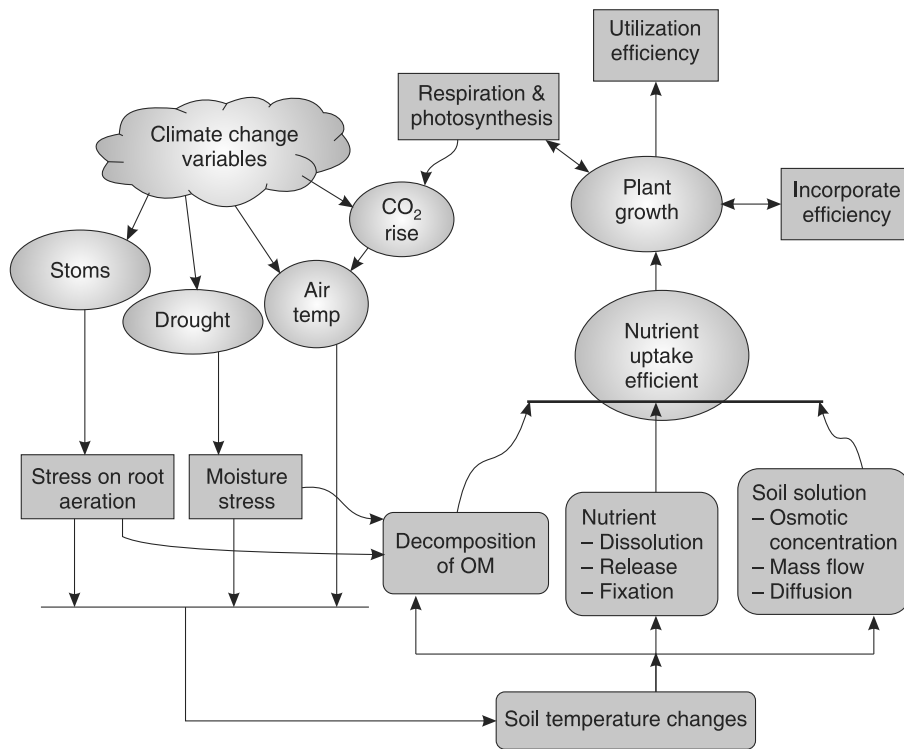 Utilization
efficiency
Respiration &
photosynthesis
Climate change
variables
CO₂
rise
Plant
growth
Incorporate
efficiency
Stoms
Air
temp
Drought
Nutrient
uptake
efficient
Stress on root
aeration
Moisture
stress
Decomposition
of OM
Nutrient
– Dissolution
– Release
– Fixation
Soil solution
– Osmotic
concentration
– Mass flow
– Diffusion
Soil temperature changes